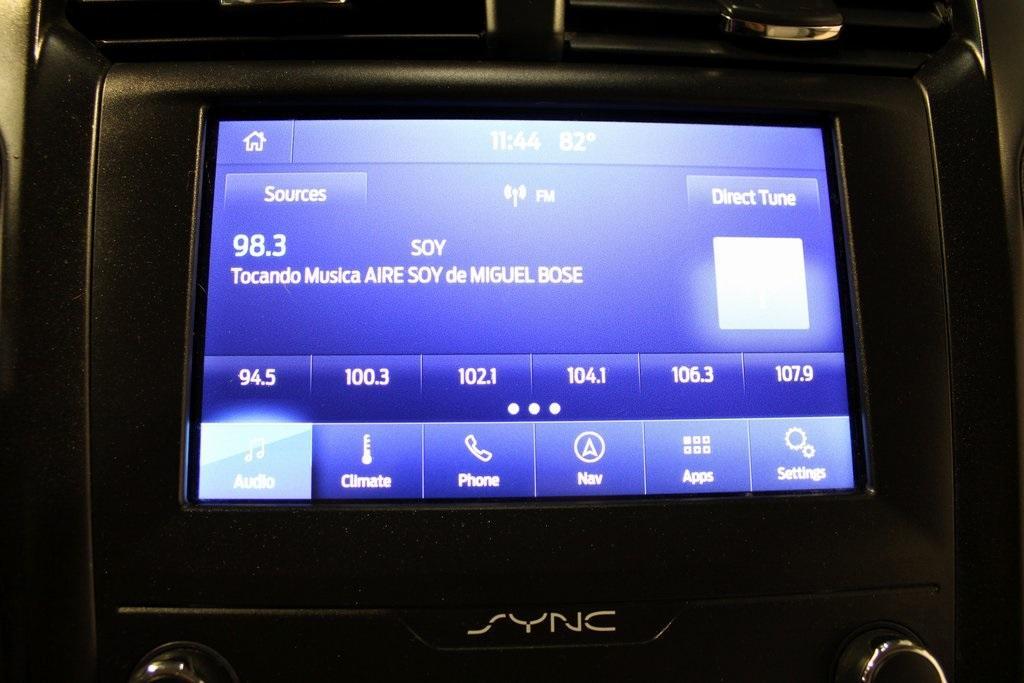 11:44 82°
Sources FM Direct Tune
98.3 SOY
Tocando Musica AIRE SOY de MIGUEL BOSE
94.5 100.3 102.1 104.1 106.3 107.9
Audio Climate Phone Nav Apps Settings
SYNC